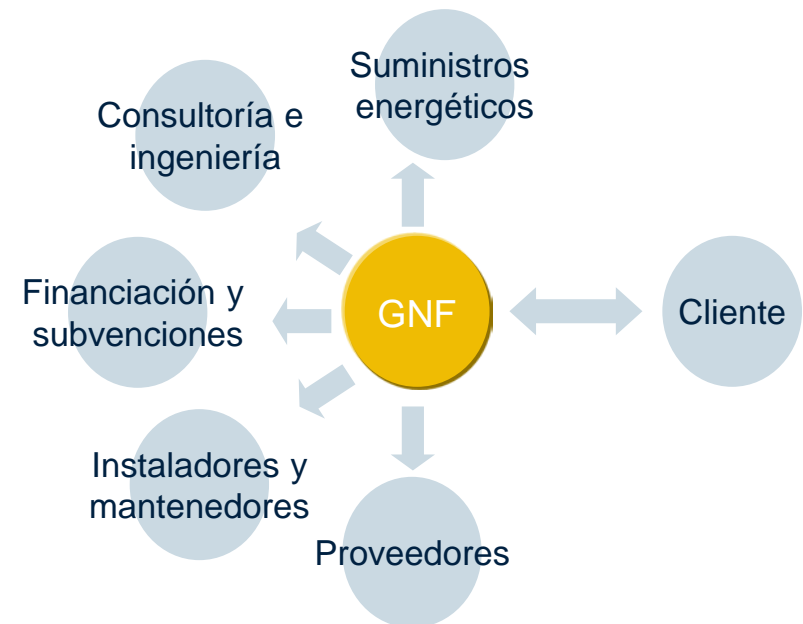 Suministros
energéticos
Consultoría e
ingeniería
Financiación y
subvenciones
GNF
Cliente
Instaladores y
mantenedores
Proveedores